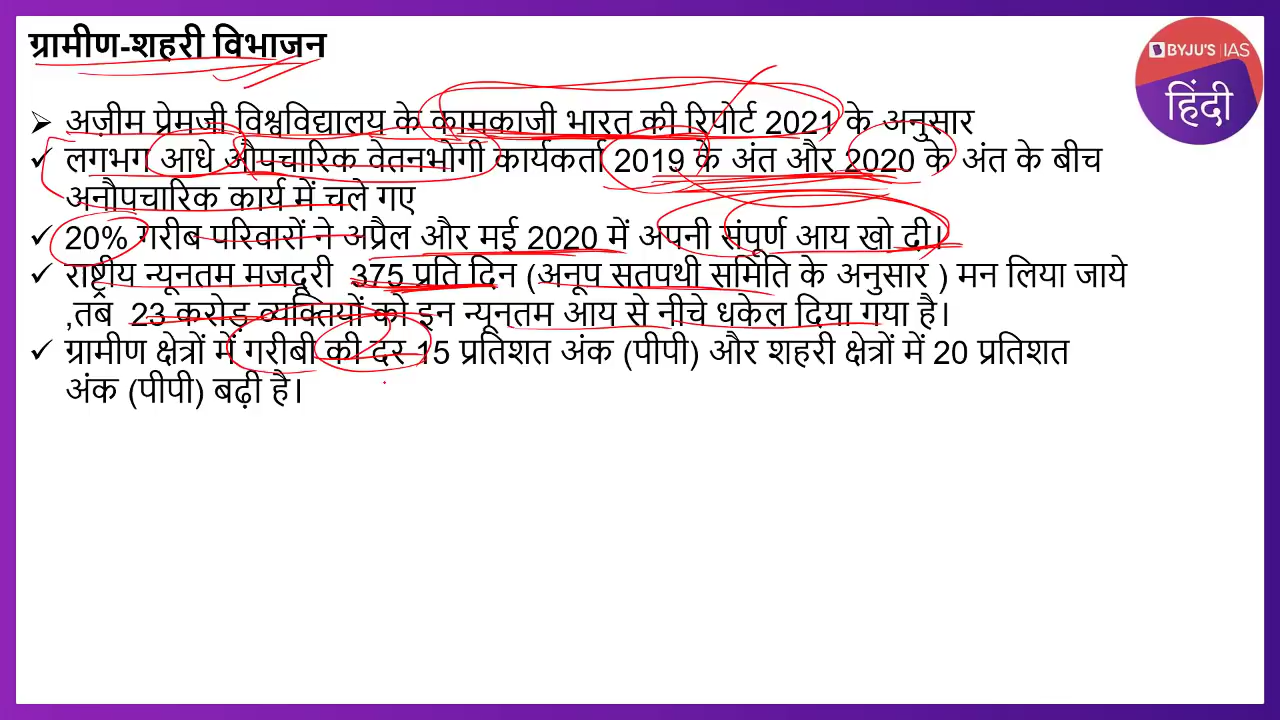 ग्रामीण-शहरी विभाजन
BYJU'S IAS
हिंदी
➤ अज़ीम प्रेमजी विश्वविद्यालय के कामकाजी भारत की रिपोर्ट 2021 के अनुसार
✓ लगभग आधे औपचारिक वेतनभोगी कार्यकर्ता 2019 के अंत और 2020 के अंत के बीच
अनौपचारिक कार्य में चले गए
✓ 20% गरीब परिवारों ने अप्रैल और मई 2020 में अपनी संपूर्ण आय खो दी।
✓ राष्ट्रीय न्यूनतम मजदूरी 375 प्रति दिन (अनूप सतपथी समिति के अनुसार ) मन लिया जाये
,तब 23 करोड़ व्यक्तियों को इन न्यूनतम आय से नीचे धकेल दिया गया है।
✓ ग्रामीण क्षेत्रों में गरीबी की दर 15 प्रतिशत अंक (पीपी) और शहरी क्षेत्रों में 20 प्रतिशत
अंक (पीपी) बढ़ी है।